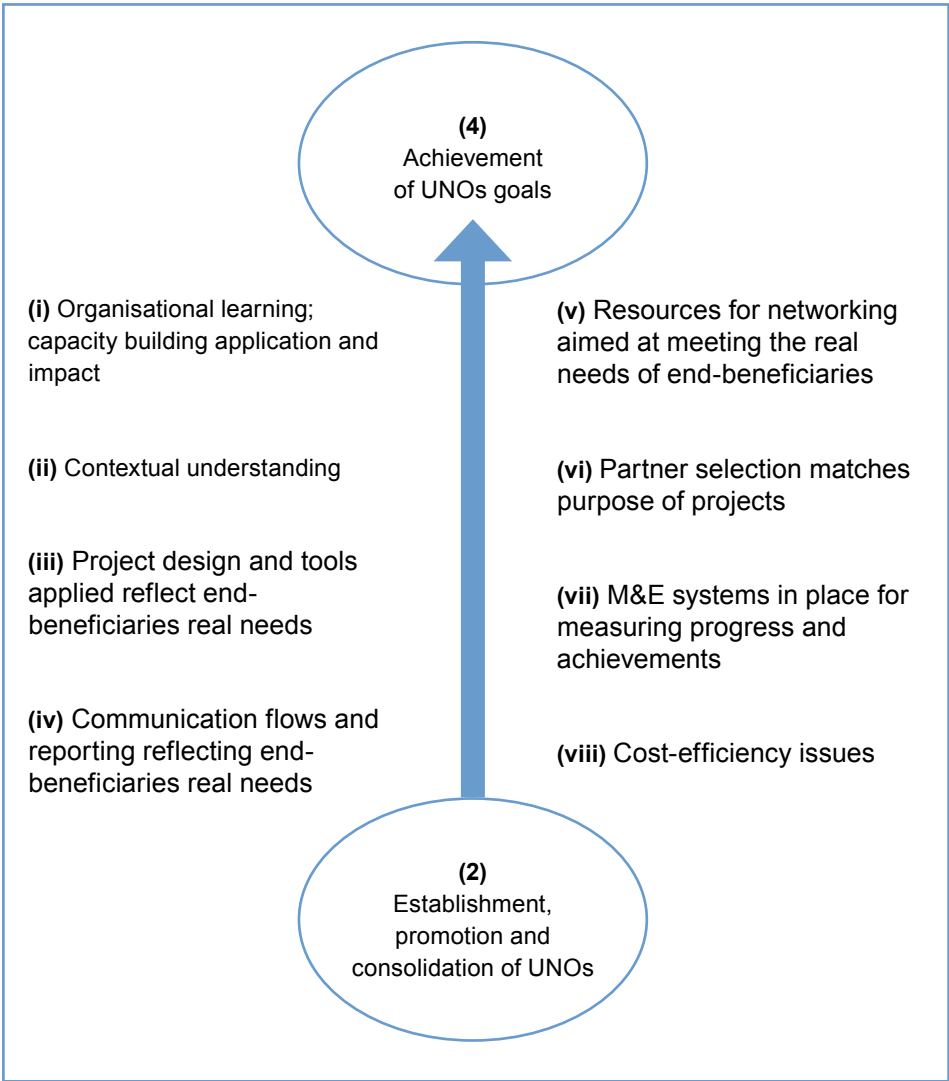 (4)
Achievement
of UNOs goals
(i) Organisational learning;
capacity building application and
impact
(ii) Contextual understanding
(iii) Project design and tools
applied reflect end-
beneficiaries real needs
(iv) Communication flows and
reporting reflecting end-
beneficiaries real needs
(v) Resources for networking
aimed at meeting the real
needs of end-beneficiaries
(vi) Partner selection matches
purpose of projects
(vii) M&E systems in place for
measuring progress and
achievements
(viii) Cost-efficiency issues
(2)
Establishment,
promotion and
consolidation of UNOs